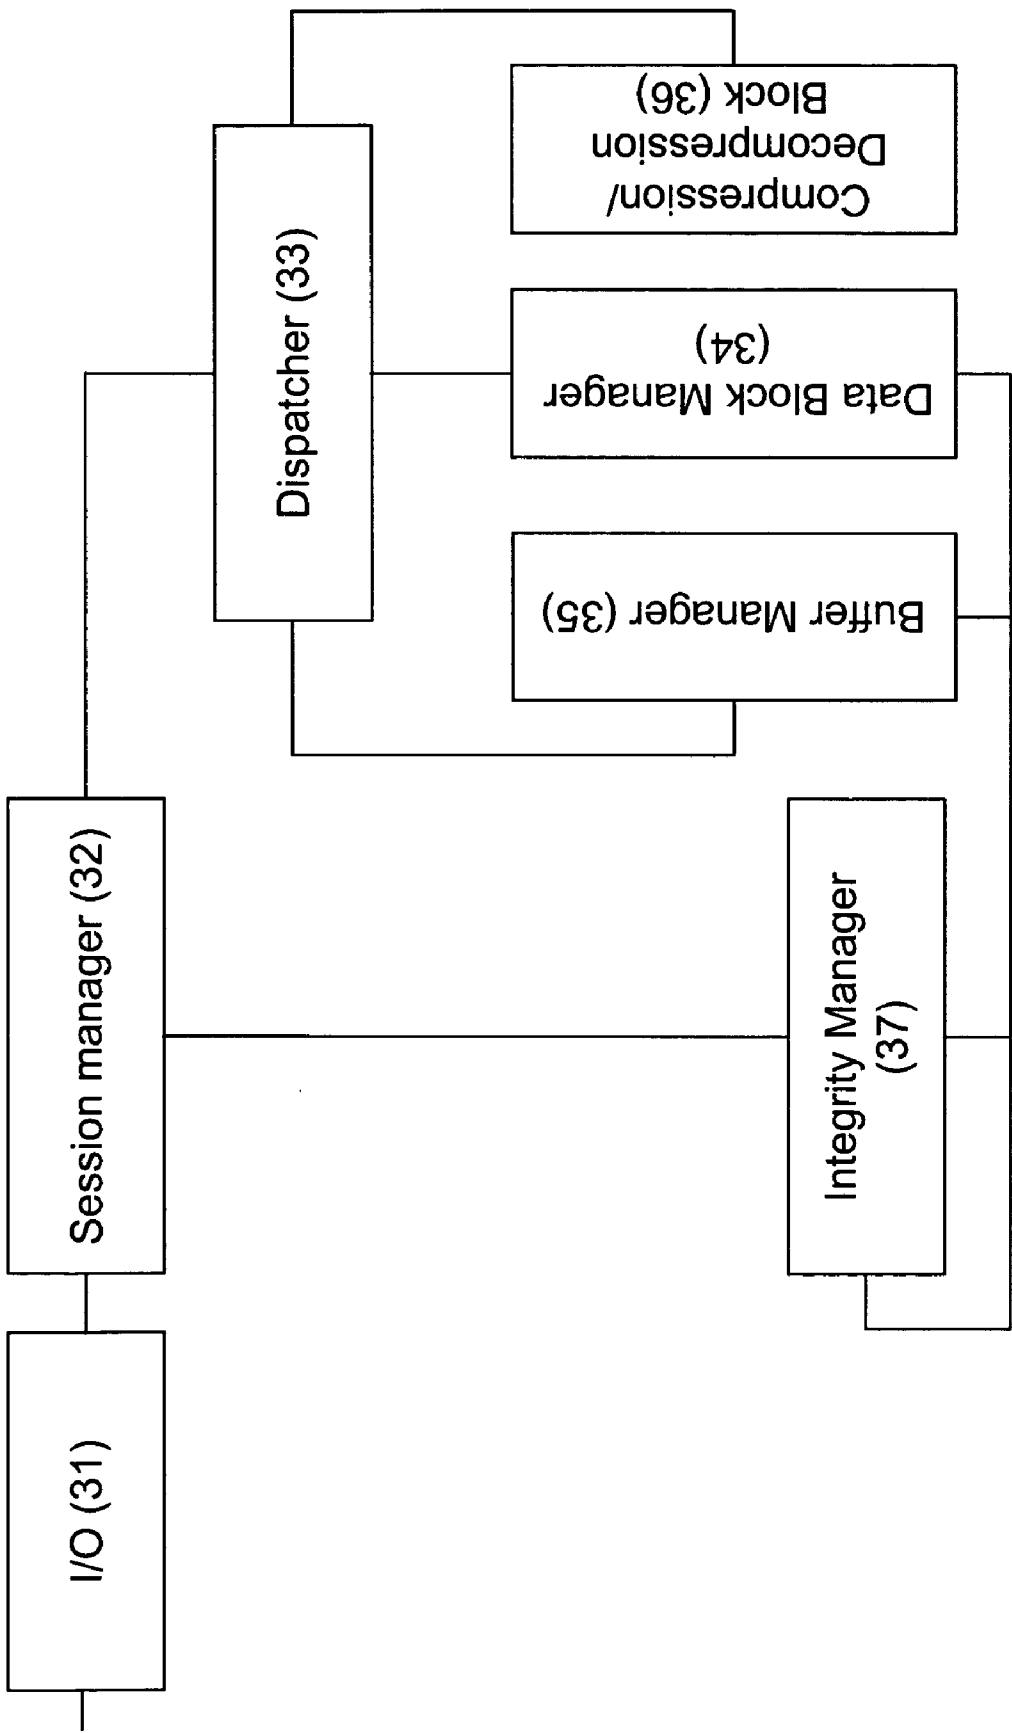 I/O (31)
Session manager (32)
Dispatcher (33)
Integrity Manager
(37)
Buffer Manager (35)
Data Block Manager
(34)
Compression/
Decompression
Block (36)